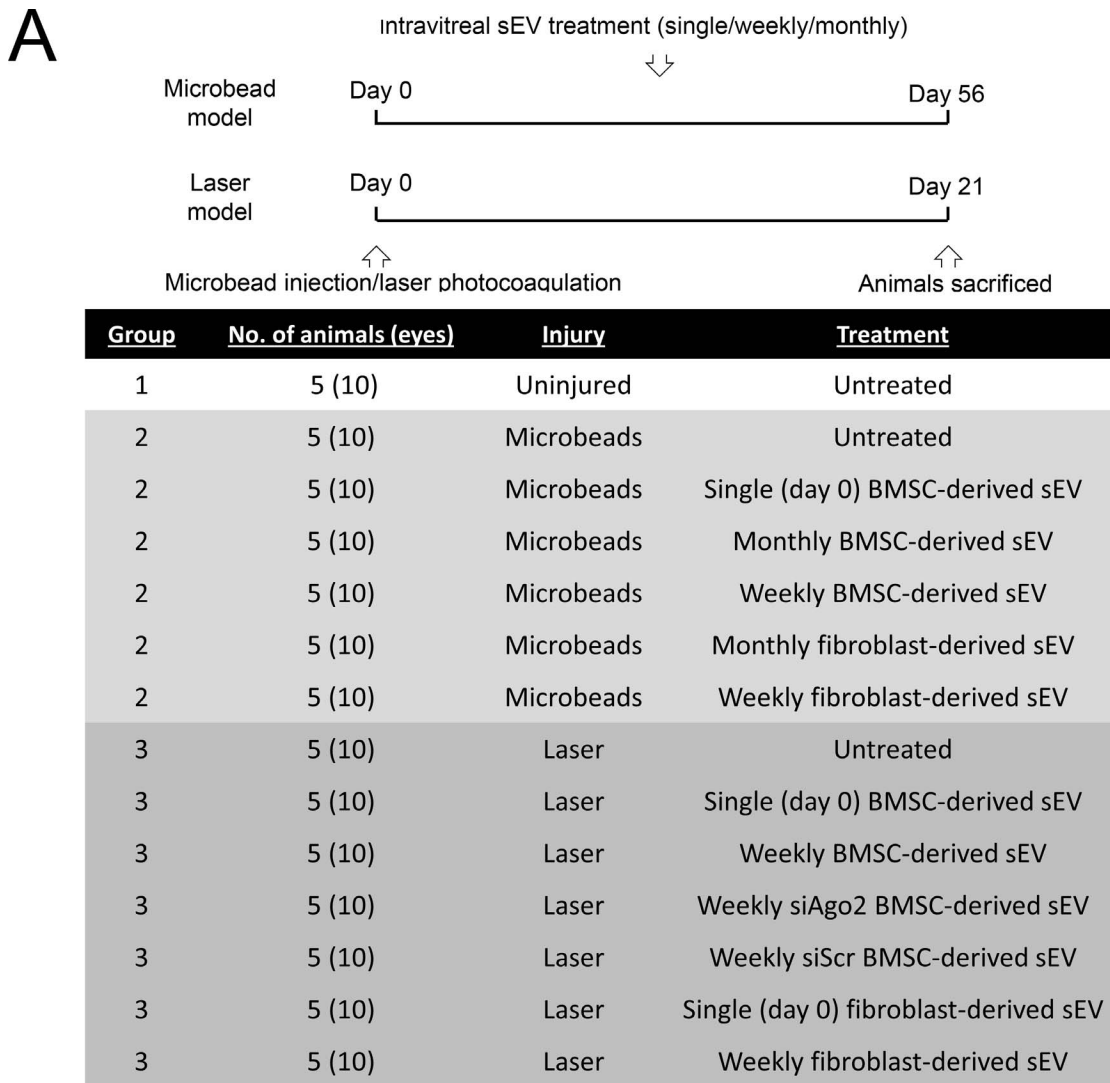 A
Intravitreal sEV treatment (single/weekly/monthly)
Microbead
model
Day 0
Day 56
Laser
model
Day 0
Day 21
Microbead injection/laser photocoagulation
Animals sacrificed
Group No. of animals (eyes) Injury Treatment
1 5 (10) Uninjured Untreated
2 5 (10) Microbeads Untreated
2 5 (10) Microbeads Single (day 0) BMSC-derived sEV
2 5 (10) Microbeads Monthly BMSC-derived sEV
2 5 (10) Microbeads Weekly BMSC-derived sEV
2 5 (10) Microbeads Monthly fibroblast-derived sEV
2 5 (10) Microbeads Weekly fibroblast-derived sEV
3 5 (10) Laser Untreated
3 5 (10) Laser Single (day 0) BMSC-derived sEV
3 5 (10) Laser Weekly BMSC-derived sEV
3 5 (10) Laser Weekly siAgo2 BMSC-derived sEV
3 5 (10) Laser Weekly siScr BMSC-derived sEV
3 5 (10) Laser Single (day 0) fibroblast-derived sEV
3 5 (10) Laser Weekly fibroblast-derived sEV